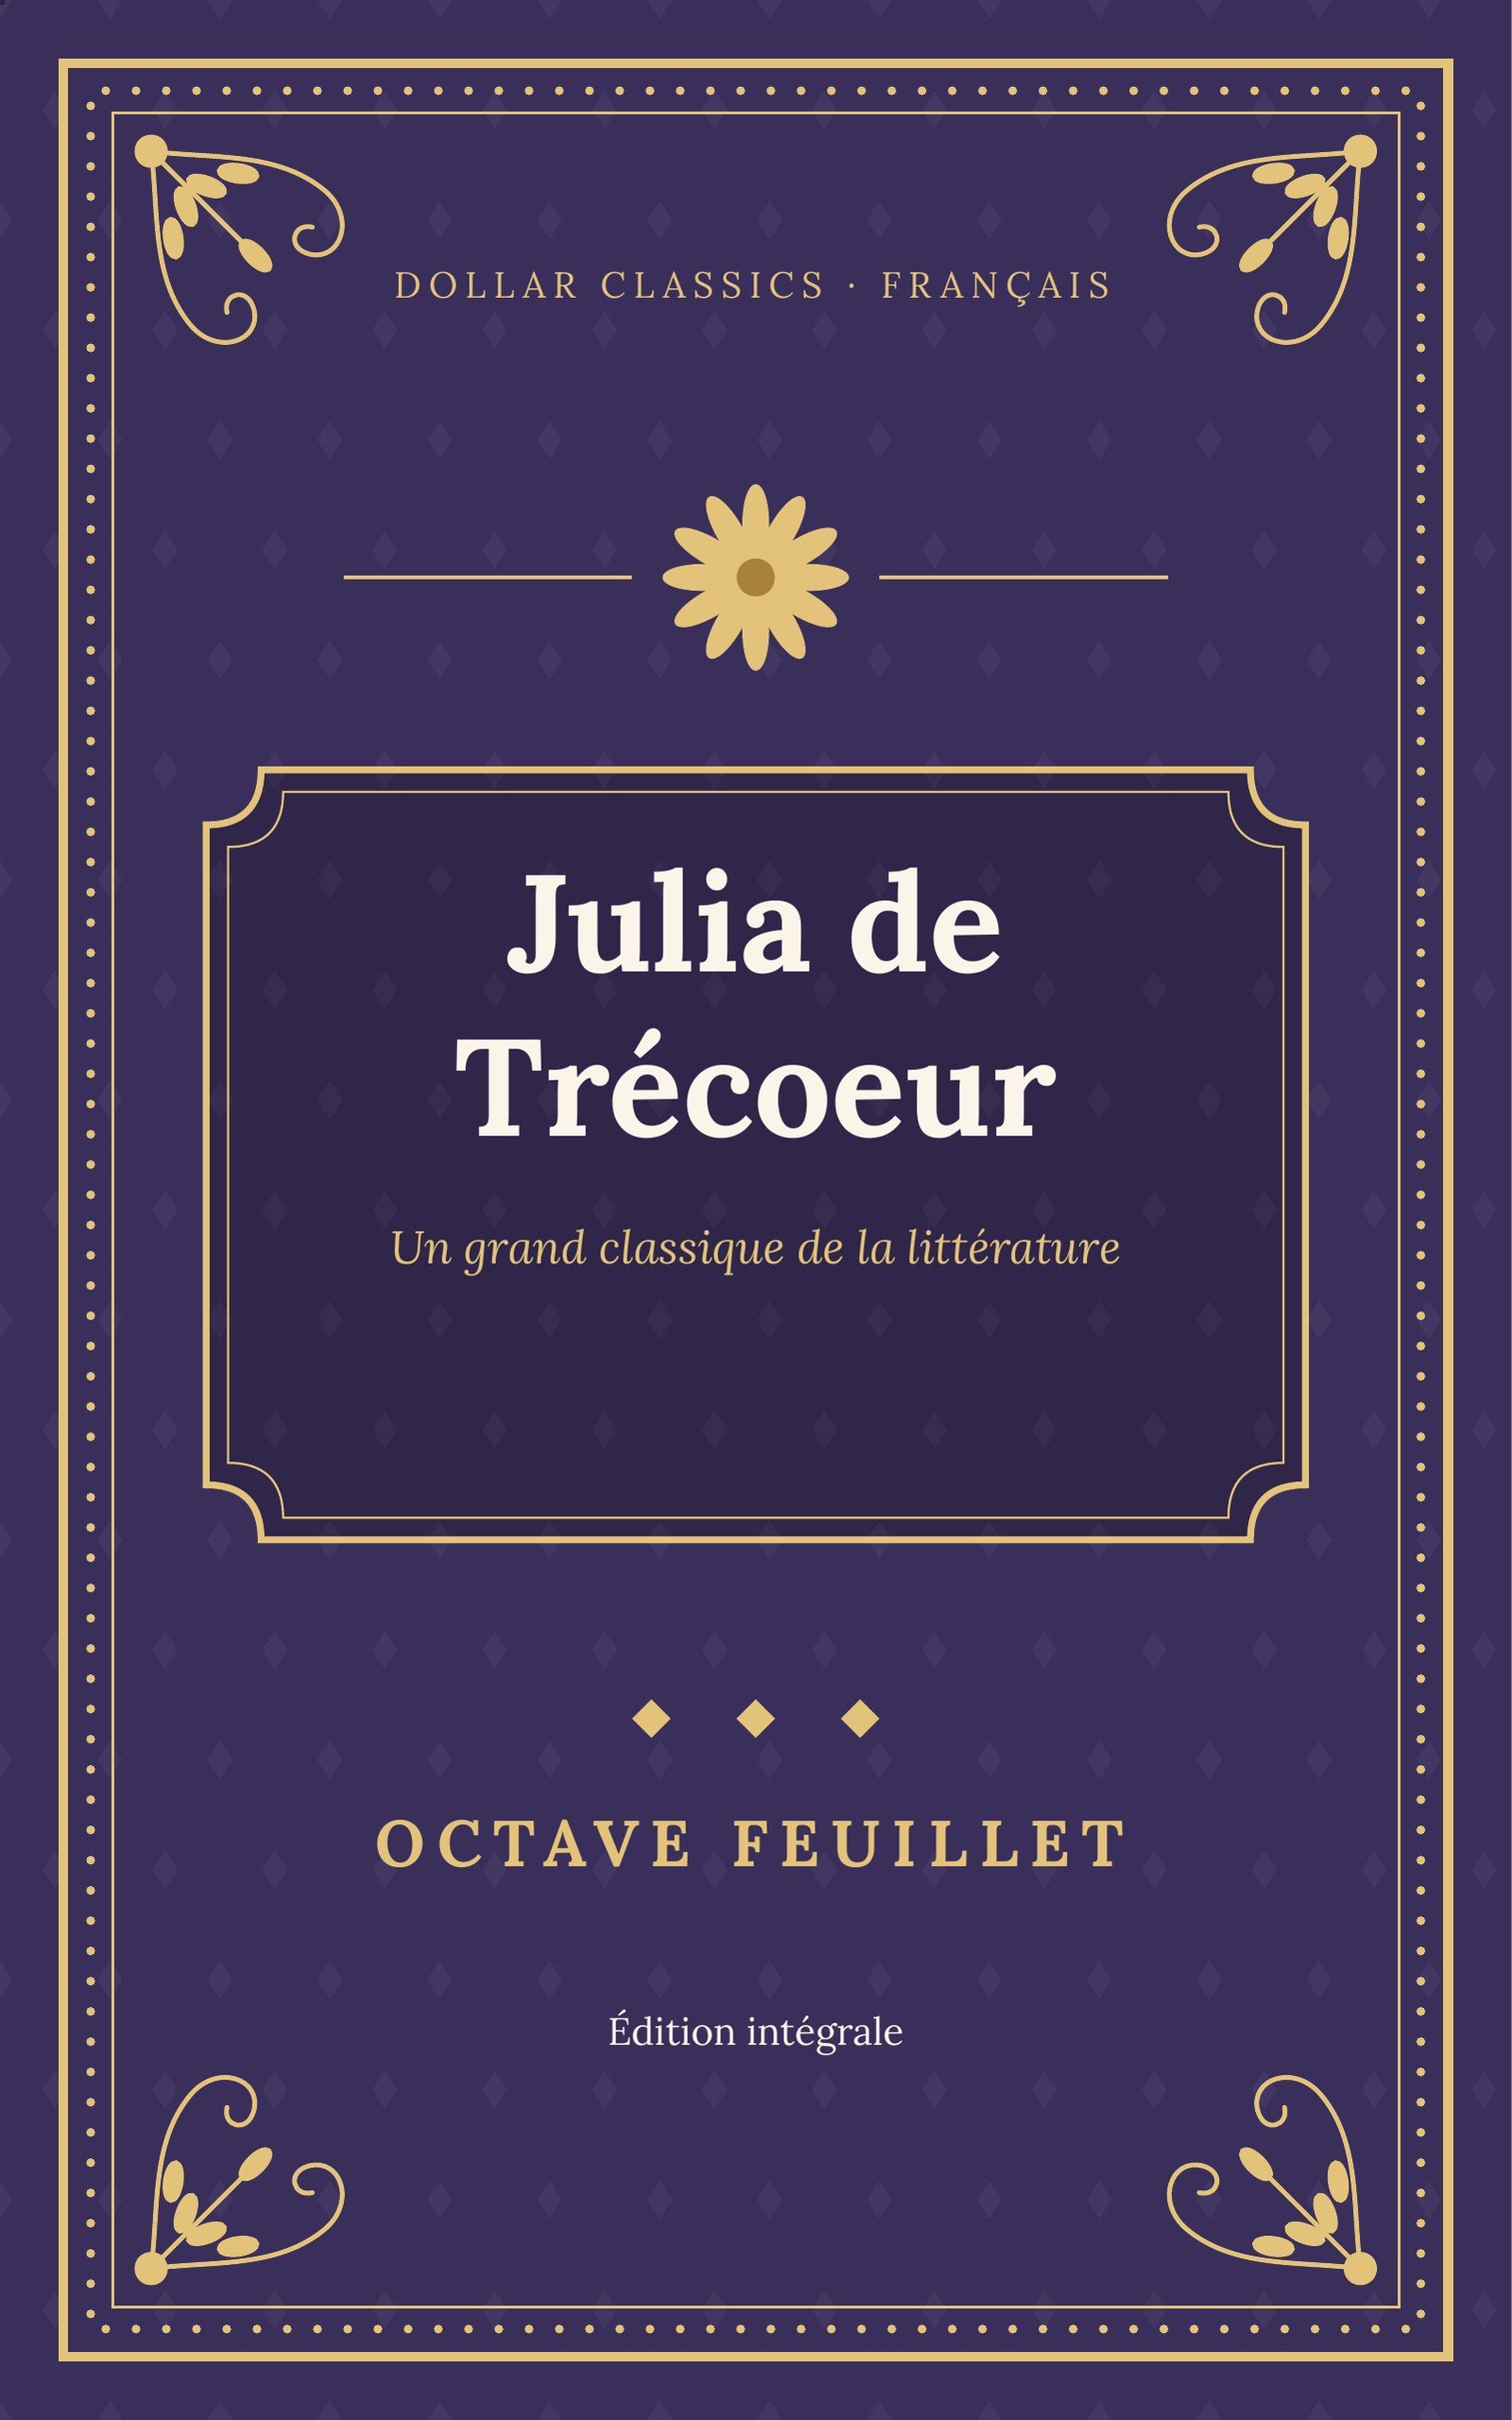 DOLLAR CLASSICS · FRANÇAIS
Julia de
Trécoeur
Un grand classique de la littérature
OCTAVE FEUILLET
Édition intégrale